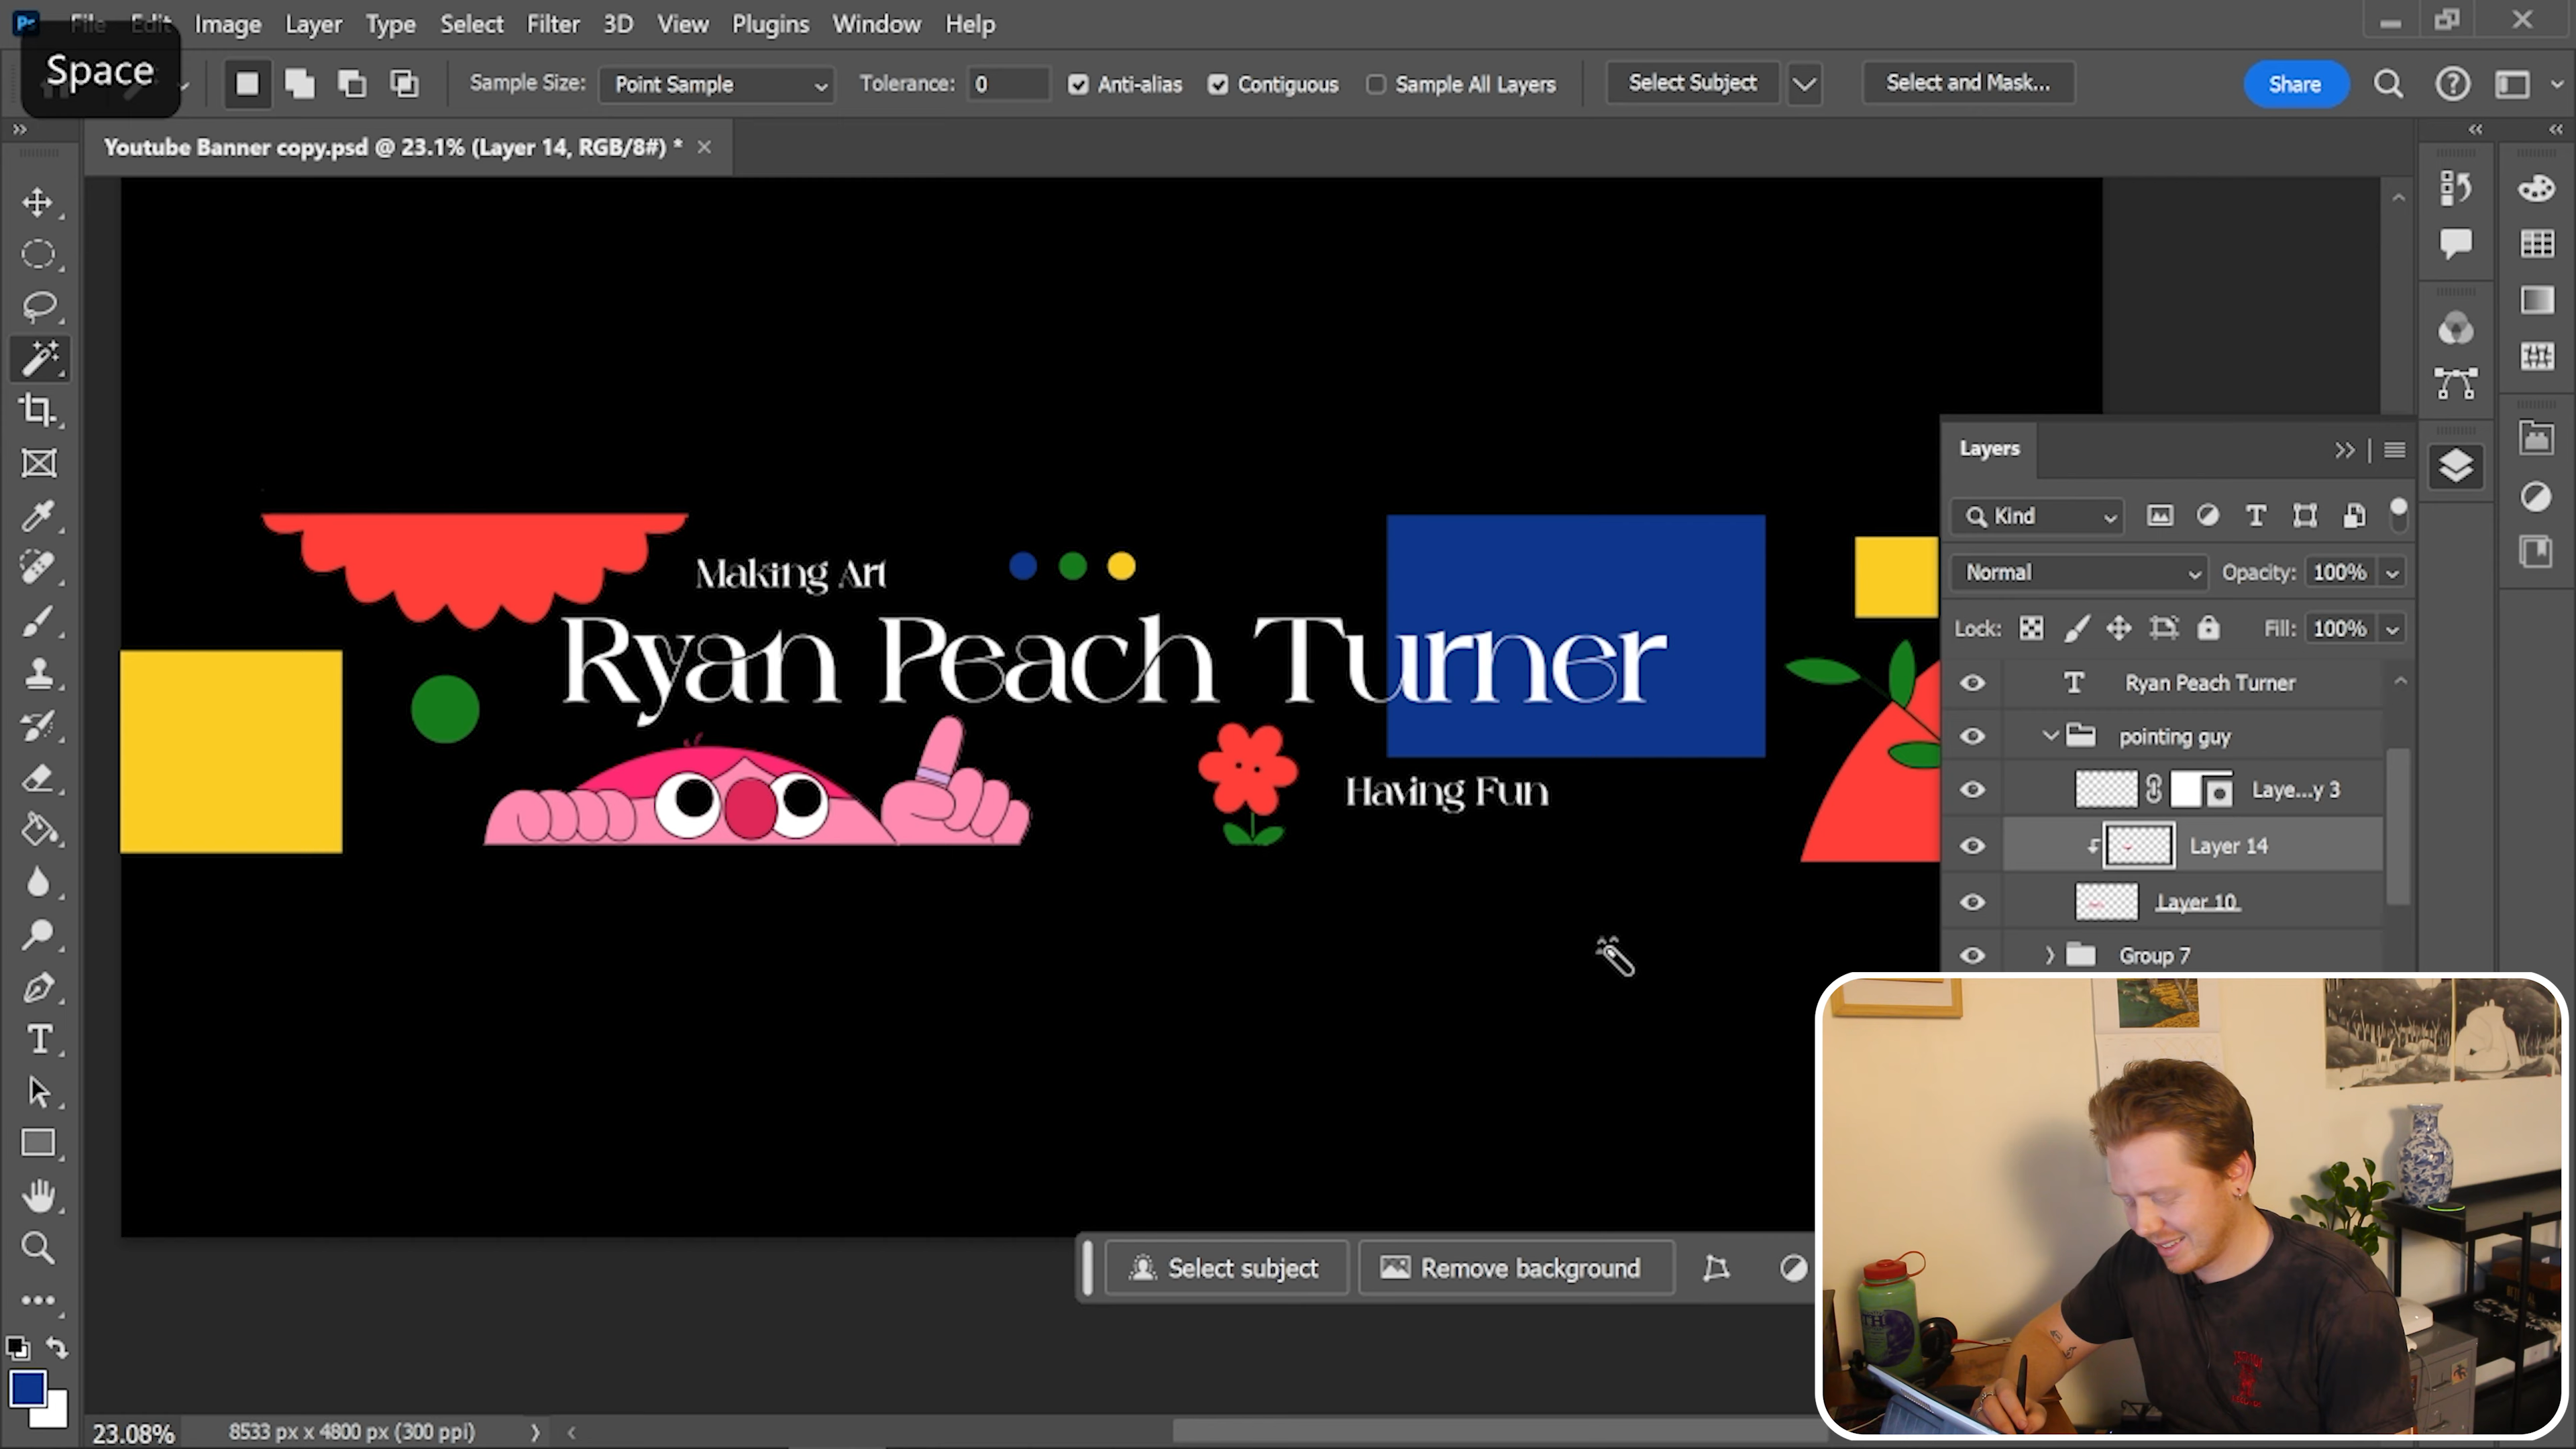 Ps File Edit Image Layer Type Select Filter 3D View Plugins Window Help
Space
Sample Size: Point Sample Tolerance: 0 Anti-alias Contiguous Sample All Layers Select Subject Select and Mask... Share
Youtube Banner copy.psd @ 23.1% (Layer 14, RGB/8#) *
Making Art
Ryan Peach Turner
Having Fun
Layers
Kind
Normal Opacity: 100%
Lock: Fill: 100%
Ryan Peach Turner
pointing guy
Laye...y 3
Layer 14
Layer 10
Group 7
Select subject Remove background
23.08% 8533 px x 4800 px (300 ppi)